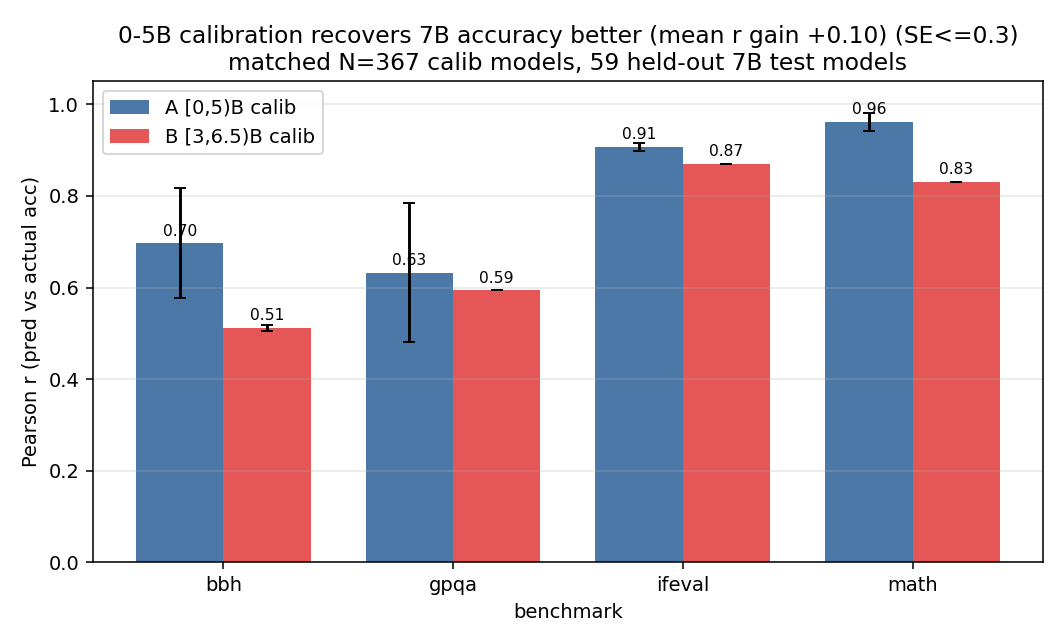 0-5B calibration recovers 7B accuracy better (mean r gain +0.10) (SE<=0.3)
matched N=367 calib models, 59 held-out 7B test models
A [0,5)B calib
B [3,6.5)B calib
Pearson r (pred vs actual acc)
1.0
0.8
0.6
0.4
0.2
0.0
0.70
0.51
0.63
0.59
0.91
0.87
0.96
0.83
bbh
gpqa
ifeval
math
benchmark